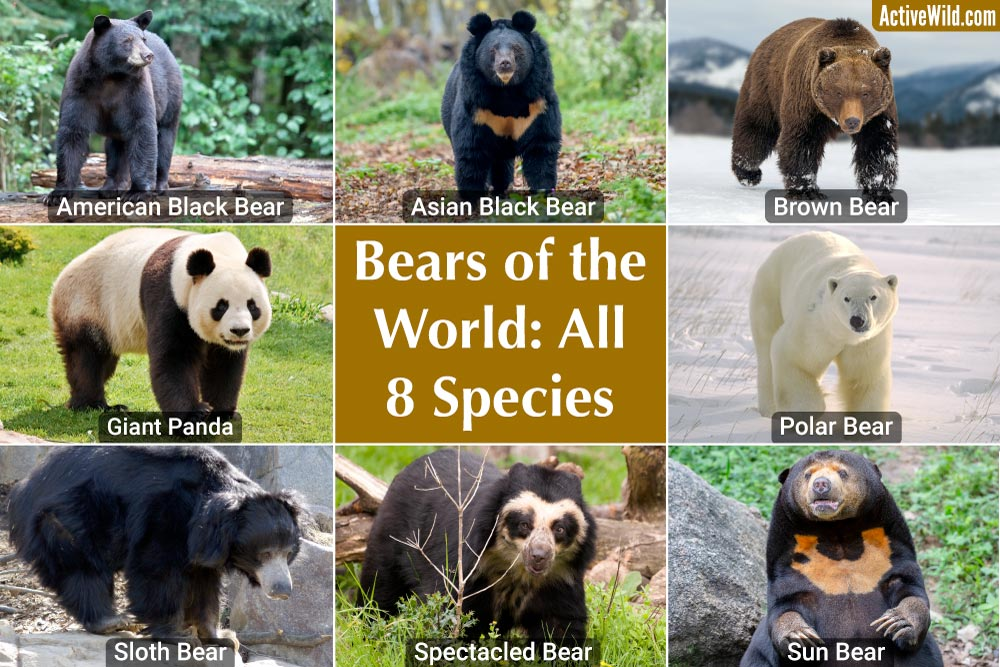 ActiveWild.com
American Black Bear
Asian Black Bear
Brown Bear
Giant Panda
Bears of the
World: All
8 Species
Polar Bear
Sloth Bear
Spectacled Bear
Sun Bear